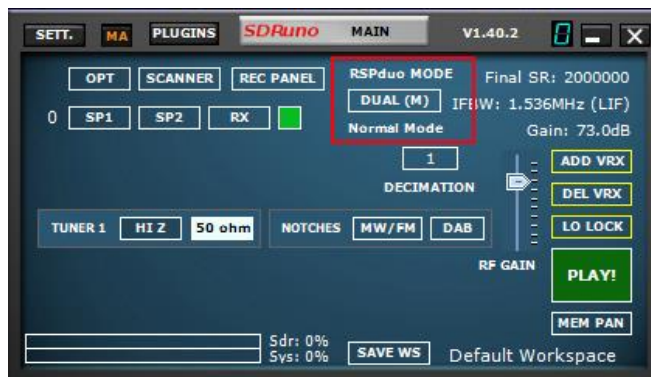 SETT. MA PLUGINS SDRuno MAIN V1.40.2 0
OPT SCANNER REC PANEL RSPduo MODE Final SR: 2000000
DUAL (M) IFBW: 1.536MHz (LIF)
0 SP1 SP2 RX Normal Mode Gain: 73.0dB
1 ADD VRX
DECIMATION DEL VRX
TUNER 1 HI Z 50 ohm NOTCHES MW/FM DAB LO LOCK
RF GAIN PLAY!
MEM PAN
Sdr: 0%
Sys: 0% SAVE WS Default Workspace